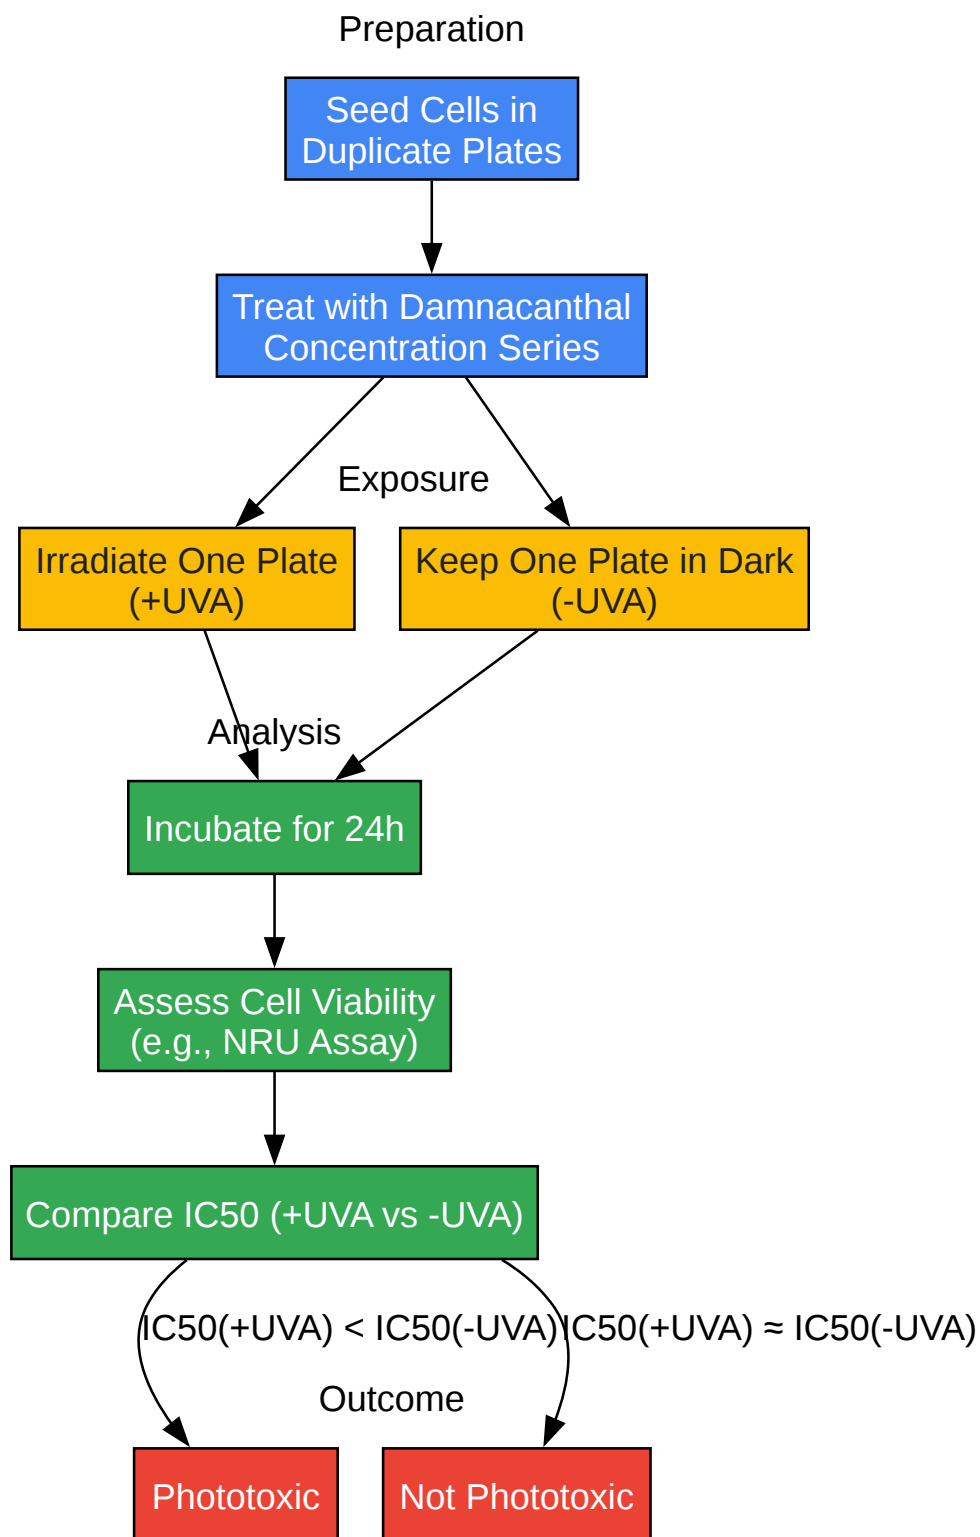 Preparation
Seed Cells in
Duplicate Plates
Treat with Damnacanthal
Concentration Series
Exposure
Irradiate One Plate
(+UVA)
Keep One Plate in Dark
(-UVA)
Analysis
Incubate for 24h
Assess Cell Viability
(e.g., NRU Assay)
Compare IC50 (+UVA vs -UVA)
IC50(+UVA) < IC50(-UVA)
IC50(+UVA) ≈ IC50(-UVA)
Outcome
Phototoxic
Not Phototoxic